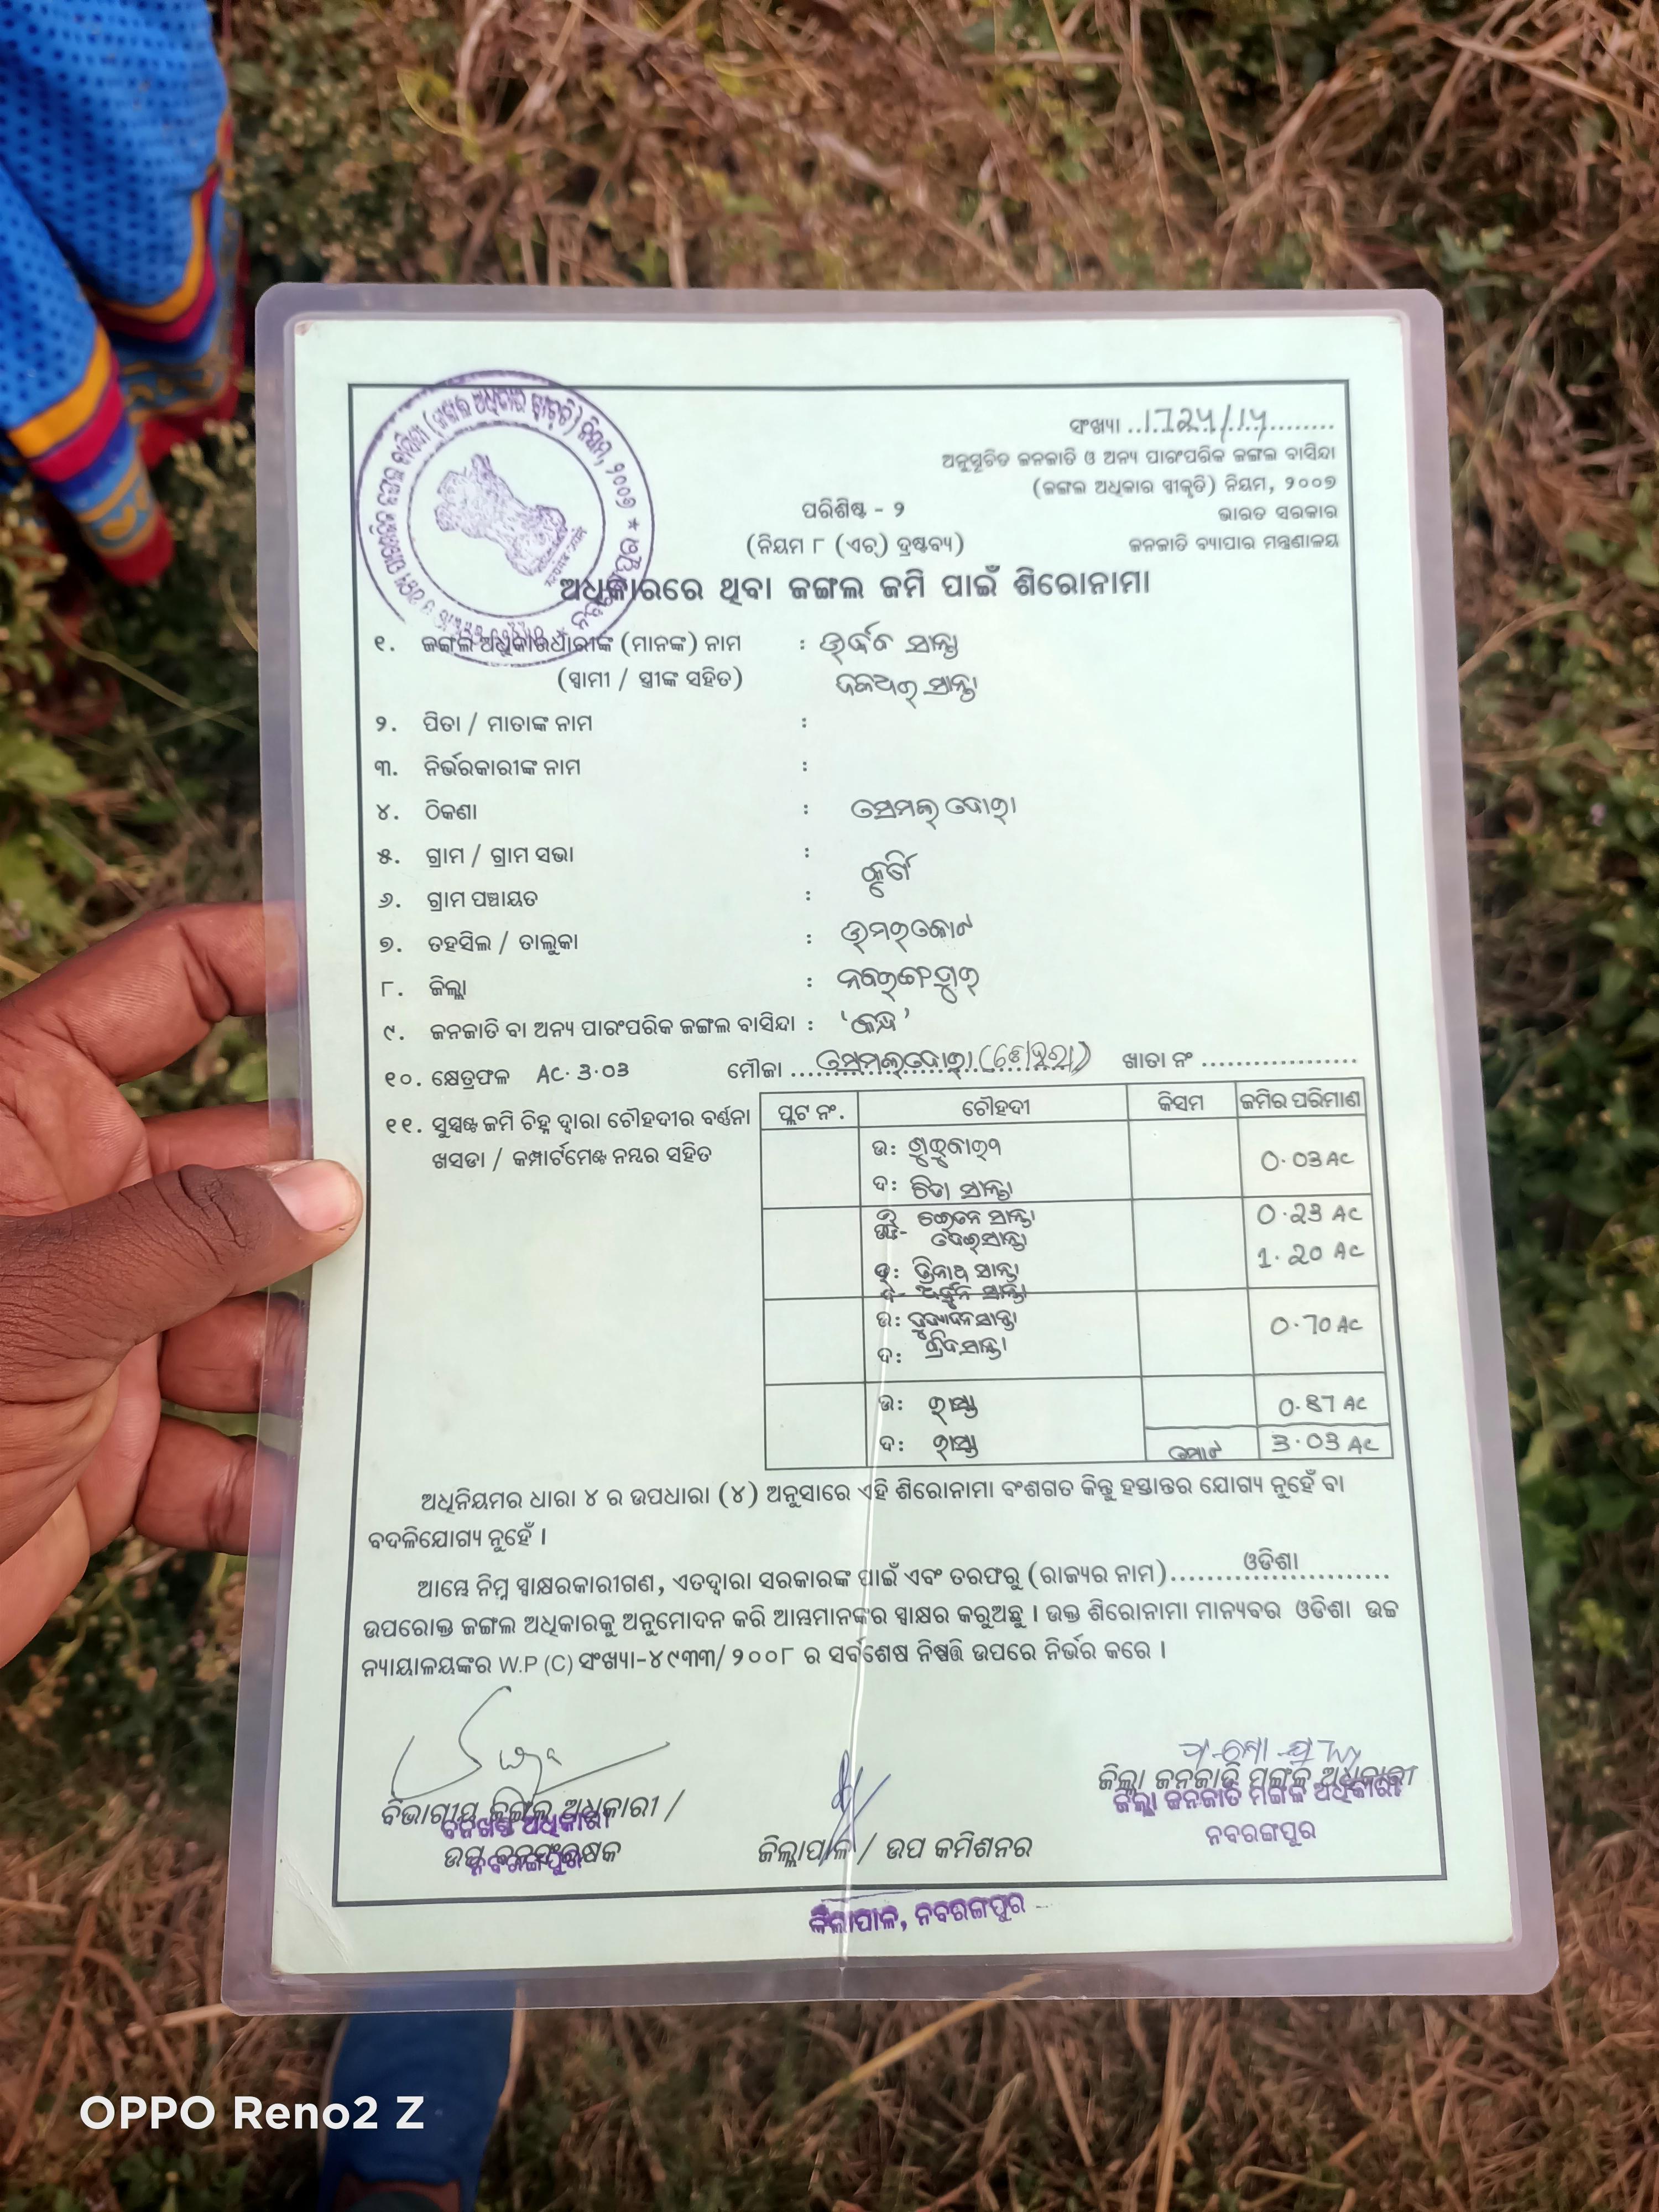 ସଂଖ୍ୟା ..1724/14.........
ଅନୁସୂଚିତ ଜନଜାତି ଓ ଅନ୍ୟ ପାରଂପରିକ ଜଙ୍ଗଲ ବାସିନ୍ଦା
(ଜଙ୍ଗଲ ଅଧିକାର ସ୍ୱୀକୃତି) ନିୟମ, ୨୦୦୭
ପରିଶିଷ୍ଟ - ୨
ଭାରତ ସରକାର
(ନିୟମ ୮ (ଏଚ୍) ଦ୍ରଷ୍ଟବ୍ୟ)
ଜନଜାତି ବ୍ୟାପାର ମନ୍ତ୍ରଣାଳୟ
ଅଧିକାରରେ ଥିବା ଜଙ୍ଗଲ ଜମି ପାଇଁ ଶିରୋନାମା
୧. ଜଙ୍ଗଲ ଅଧିକାରଧାରୀଙ୍କ (ମାନଙ୍କ) ନାମ : ସାନ୍ତା
(ସ୍ୱାମୀ / ସ୍ତ୍ରୀଙ୍କ ସହିତ) ସାନ୍ତା
୨. ପିତା / ମାତାଙ୍କ ନାମ :
୩. ନିର୍ଭରକାରୀଙ୍କ ନାମ :
୪. ଠିକଣା :
୫. ଗ୍ରାମ / ଗ୍ରାମ ସଭା :
୬. ଗ୍ରାମ ପଞ୍ଚାୟତ :
୭. ତହସିଲ / ତାଲୁକା : ଉମରକୋଟ
୮. ଜିଲ୍ଲା : ନବରଙ୍ଗପୁର
୯. ଜନଜାତି ବା ଅନ୍ୟ ପାରଂପରିକ ଜଙ୍ଗଲ ବାସିନ୍ଦା : 'କନ୍ଧ'
୧୦. କ୍ଷେତ୍ରଫଳ AC. 3.03 ମୌଜା .......... ଖାତା ନଂ ..................
୧୧. ସୁସ୍ପଷ୍ଟ ଜମି ଚିହ୍ନ ଦ୍ୱାରା ଚୌହଦୀର ବର୍ଣନା
ଖସଡା / କମ୍ପାର୍ଟମେଣ୍ଟ ନମ୍ବର ସହିତ
ପ୍ଲଟ ନଂ. ଚୌହଦୀ କିସମ ଜମିର ପରିମାଣ
ଉ:
0.03 AC
ଦ: ସାନ୍ତା
ସାନ୍ତା 0.23 AC
ସାନ୍ତା
1.20 AC
ତ୍ରିନାଥ ସାନ୍ତା
ଅର୍ଜୁନ ସାନ୍ତା
ଉ: ସାନ୍ତା 0.70 AC
ଦ: ସାନ୍ତା
ଉ: ରାସ୍ତା 0.87 AC
ଦ: ରାସ୍ତା ମୋଟ 3.03 AC
ଅଧିନିୟମର ଧାରା ୪ ର ଉପଧାରା (୪) ଅନୁସାରେ ଏହି ଶିରୋନାମା ବଂଶଗତ କିନ୍ତୁ ହସ୍ତାନ୍ତର ଯୋଗ୍ୟ ନୁହେଁ ବା
ବଦଳିଯୋଗ୍ୟ ନୁହେଁ ।
ଆମ୍ଭେ ନିମ୍ନ ସ୍ୱାକ୍ଷରକାରୀଗଣ, ଏତଦ୍ୱାରା ସରକାରଙ୍କ ପାଇଁ ଏବଂ ତରଫରୁ (ରାଜ୍ୟର ନାମ)........ଓଡିଶା............
ଉପରୋକ୍ତ ଜଙ୍ଗଲ ଅଧିକାରକୁ ଅନୁମୋଦନ କରି ଆମ୍ଭମାନଙ୍କର ସ୍ୱାକ୍ଷର କରୁଅଛୁ । ଉକ୍ତ ଶିରୋନାମା ମାନ୍ୟବର ଓଡିଶା ଉଚ୍ଚ
ନ୍ୟାୟାଳୟଙ୍କର W.P (C) ସଂଖ୍ୟା-୪୯୩୩/ ୨୦୦୮ ର ସର୍ବଶେଷ ନିଷ୍ପତ୍ତି ଉପରେ ନିର୍ଭର କରେ ।
ବିଭାଗୀୟ ଜଙ୍ଗଲ ଅଧିକାରୀ /
ବନଖଣ୍ଡ ଅଧିକାରୀ
ଉପ ବନସଂରକ୍ଷକ
ନବରଙ୍ଗପୁର
ଜିଲ୍ଲାପାଳ / ଉପ କମିଶନର
ଜିଲ୍ଲାପାଳ, ନବରଙ୍ଗପୁର
ଜିଲ୍ଲା ଜନଜାତି ମଙ୍ଗଳ ଅଧିକାରୀ
ଜିଲ୍ଲା ଜନଜାତି ମଙ୍ଗଳ ଅଧିକାରୀ
ନବରଙ୍ଗପୁର
OPPO Reno2 Z